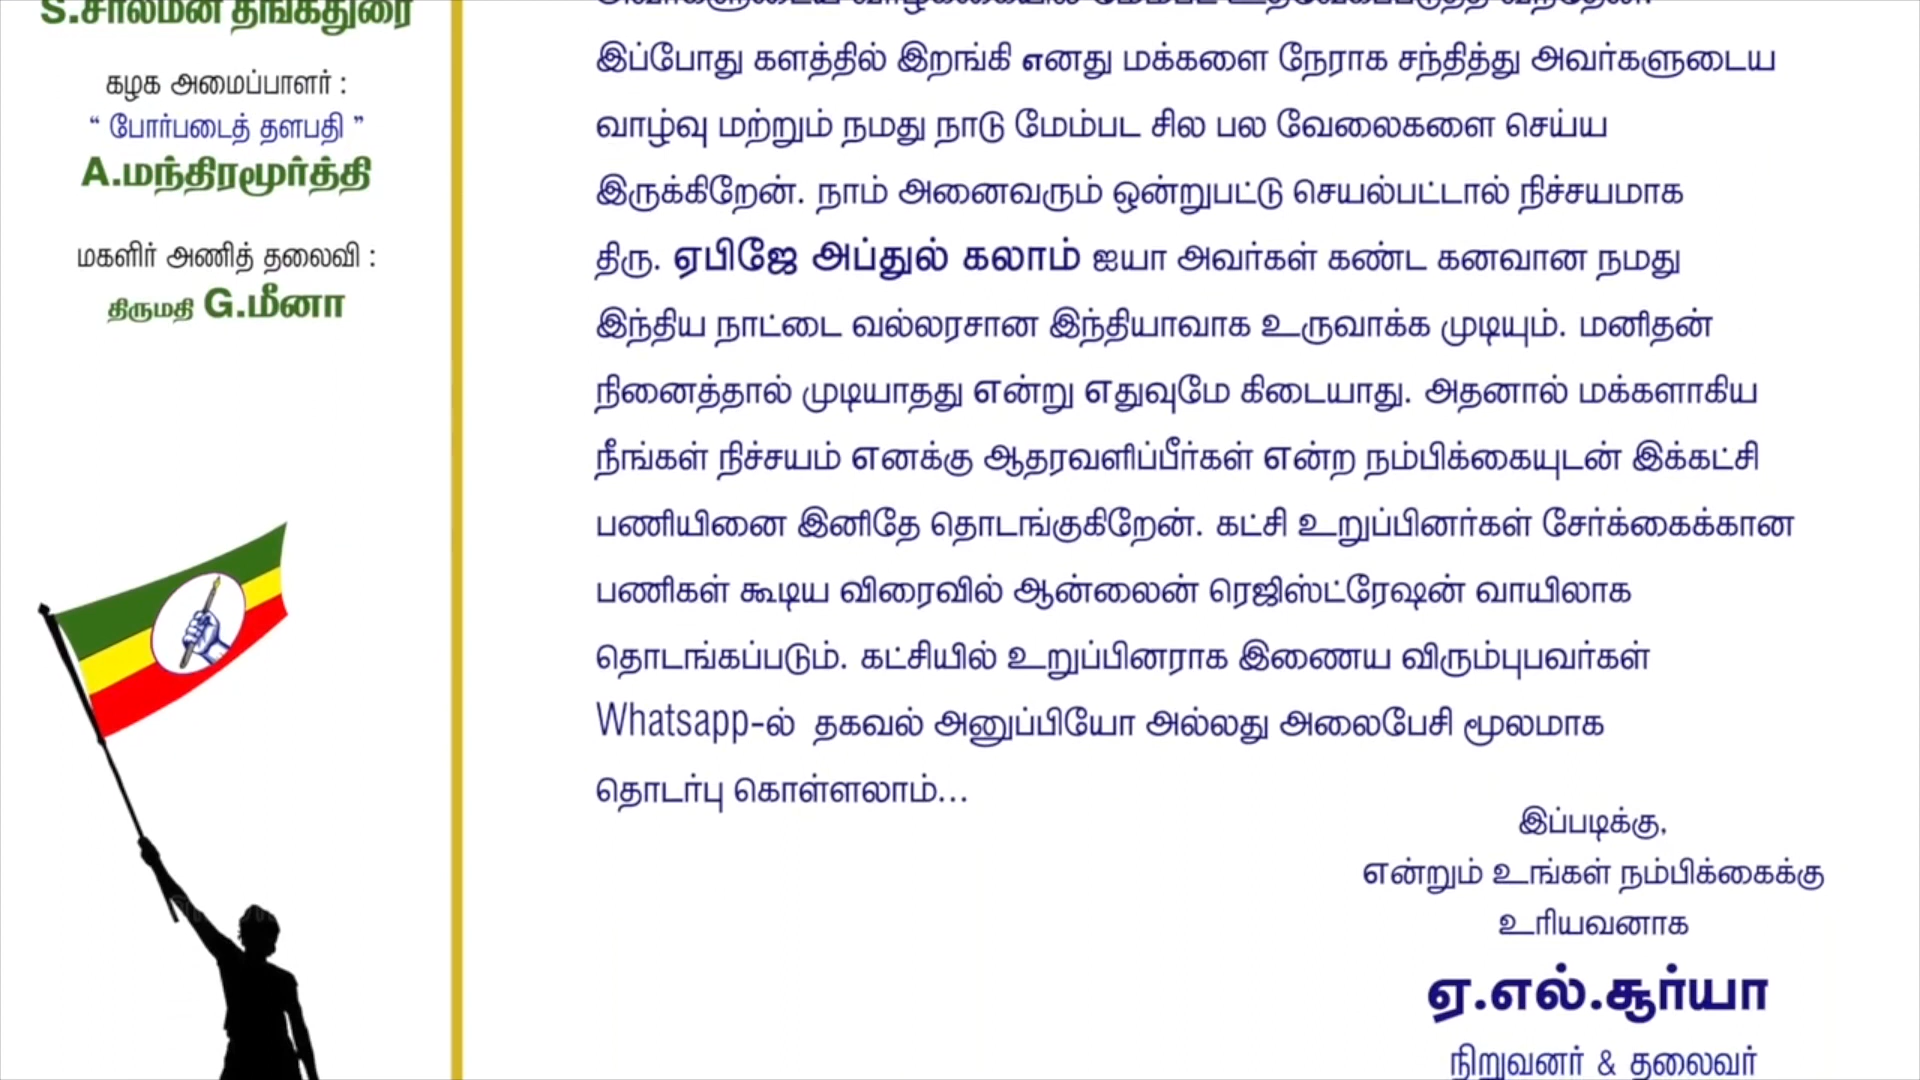 S.சாலமன் தங்கதுரை
கழக அமைப்பாளர் :
“ போர்படைத் தளபதி ”
A.மந்திரமூர்த்தி
மகளிர் அணித் தலைவி :
திருமதி G.மீனா
இப்போது களத்தில் இறங்கி எனது மக்களை நேராக சந்தித்து அவர்களுடைய
வாழ்வு மற்றும் நமது நாடு மேம்பட சில பல வேலைகளை செய்ய
இருக்கிறேன். நாம் அனைவரும் ஒன்றுபட்டு செயல்பட்டால் நிச்சயமாக
திரு. ஏபிஜே அப்துல் கலாம் ஐயா அவர்கள் கண்ட கனவான நமது
இந்திய நாட்டை வல்லரசான இந்தியாவாக உருவாக்க முடியும். மனிதன்
நினைத்தால் முடியாதது என்று எதுவுமே கிடையாது. அதனால் மக்களாகிய
நீங்கள் நிச்சயம் எனக்கு ஆதரவளிப்பீர்கள் என்ற நம்பிக்கையுடன் இக்கட்சி
பணியினை இனிதே தொடங்குகிறேன். கட்சி உறுப்பினர்கள் சேர்க்கைக்கான
பணிகள் கூடிய விரைவில் ஆன்லைன் ரெஜிஸ்ட்ரேஷன் வாயிலாக
தொடங்கப்படும். கட்சியில் உறுப்பினராக இணைய விரும்புபவர்கள்
Whatsapp-ல் தகவல் அனுப்பியோ அல்லது அலைபேசி மூலமாக
தொடர்பு கொள்ளலாம்...
இப்படிக்கு,
என்றும் உங்கள் நம்பிக்கைக்கு
உரியவனாக
ஏ.எல்.சூர்யா
நிறுவனர் & தலைவர்